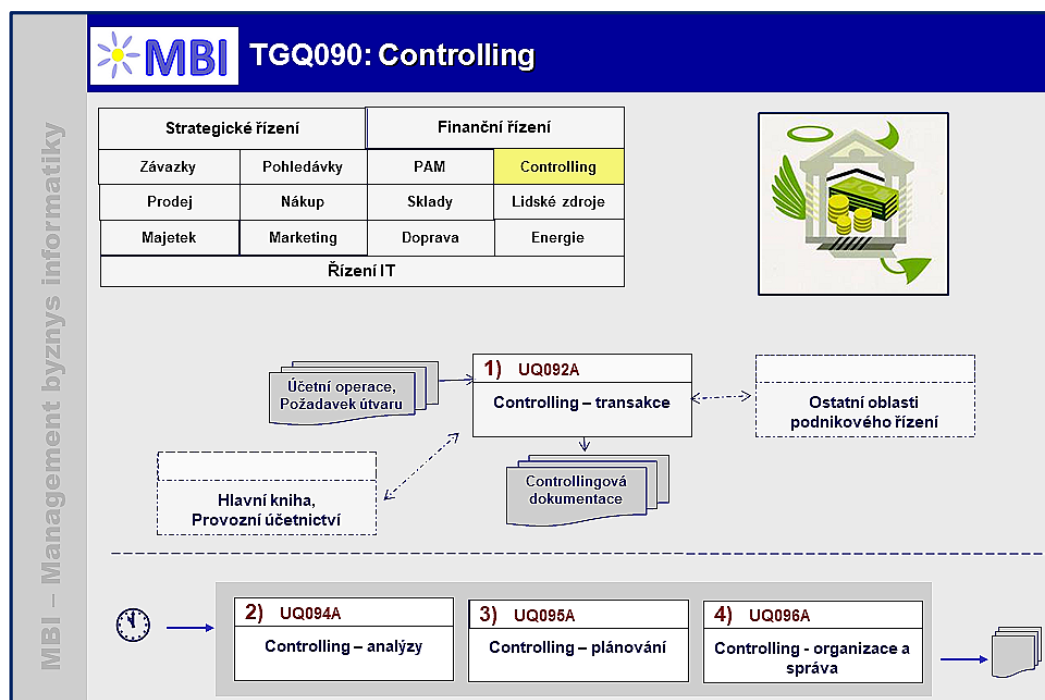 MBI
TGQ090: Controlling
MBI – Management byznys informatiky
Strategické řízení
Finanční řízení
Závazky
Pohledávky
PAM
Controlling
Prodej
Nákup
Sklady
Lidské zdroje
Majetek
Marketing
Doprava
Energie
Řízení IT
Účetní operace,
Požadavek útvaru
1) UQ092A
Controlling – transakce
Ostatní oblasti
podnikového řízení
Hlavní kniha,
Provozní účetnictví
Controllingová
dokumentace
2) UQ094A
Controlling – analýzy
3) UQ095A
Controlling – plánování
4) UQ096A
Controlling - organizace a
správa